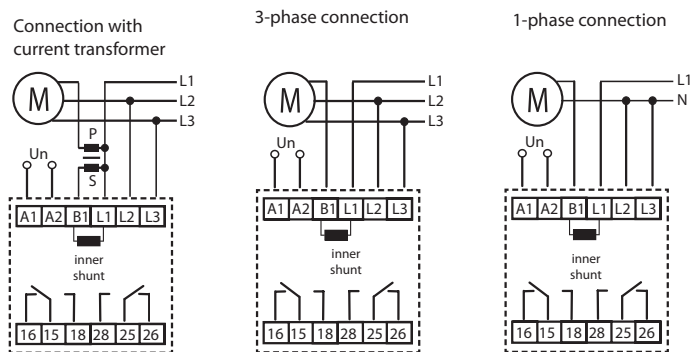 Connection with
current transformer
M
L1
L2
L3
P
S
Un
A1 A2 B1 L1 L2 L3
inner
shunt
16 15 18 28 25 26
3-phase connection
M
L1
L2
L3
Un
A1 A2 B1 L1 L2 L3
inner
shunt
16 15 18 28 25 26
1-phase connection
M
L1
N
Un
A1 A2 B1 L1 L2 L3
inner
shunt
16 15 18 28 25 26